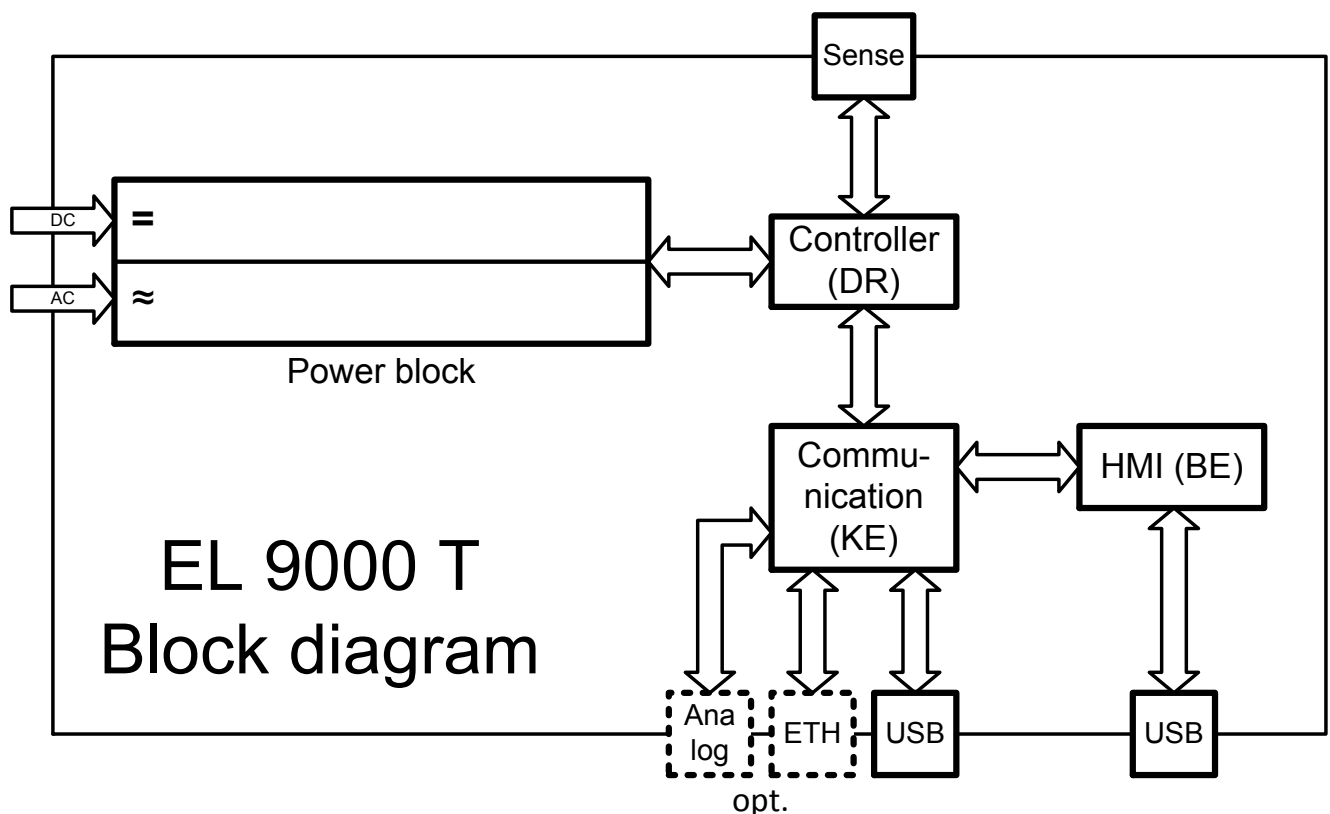 Sense
DC
=
Controller
(DR)
AC
≈
Power block
Commu-
nication
(KE)
HMI (BE)
EL 9000 T
Block diagram
Ana
log
ETH
USB
USB
opt.